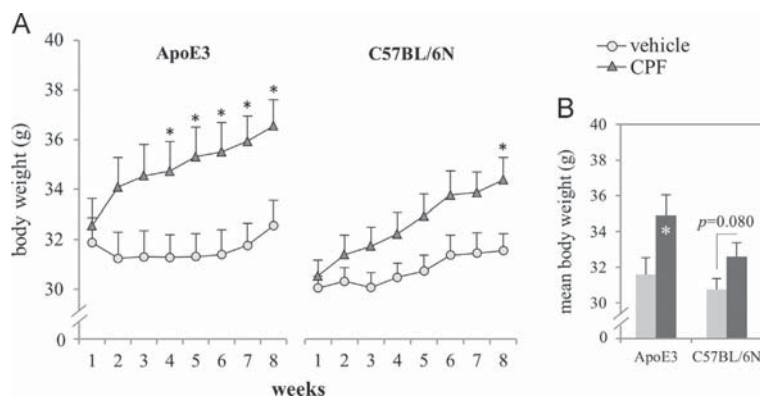 A
ApoE3
C57BL/6N
vehicle
CPF
body weight (g)
40
38
36
34
32
30
0
* * * * *
*
1 2 3 4 5 6 7 8
1 2 3 4 5 6 7 8
weeks
B
mean body weight (g)
40
38
36
34
32
30
0
*
p=0.080
ApoE3 C57BL/6N